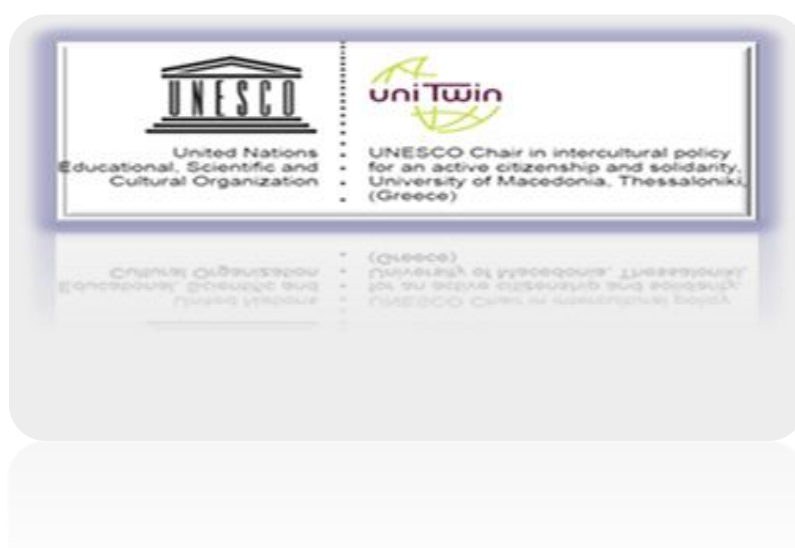 UNESCO
United Nations
Educational, Scientific and
Cultural Organization
uniTwin
UNESCO Chair in intercultural policy
for an active citizenship and solidarity,
University of Macedonia, Thessaloniki,
(Greece)